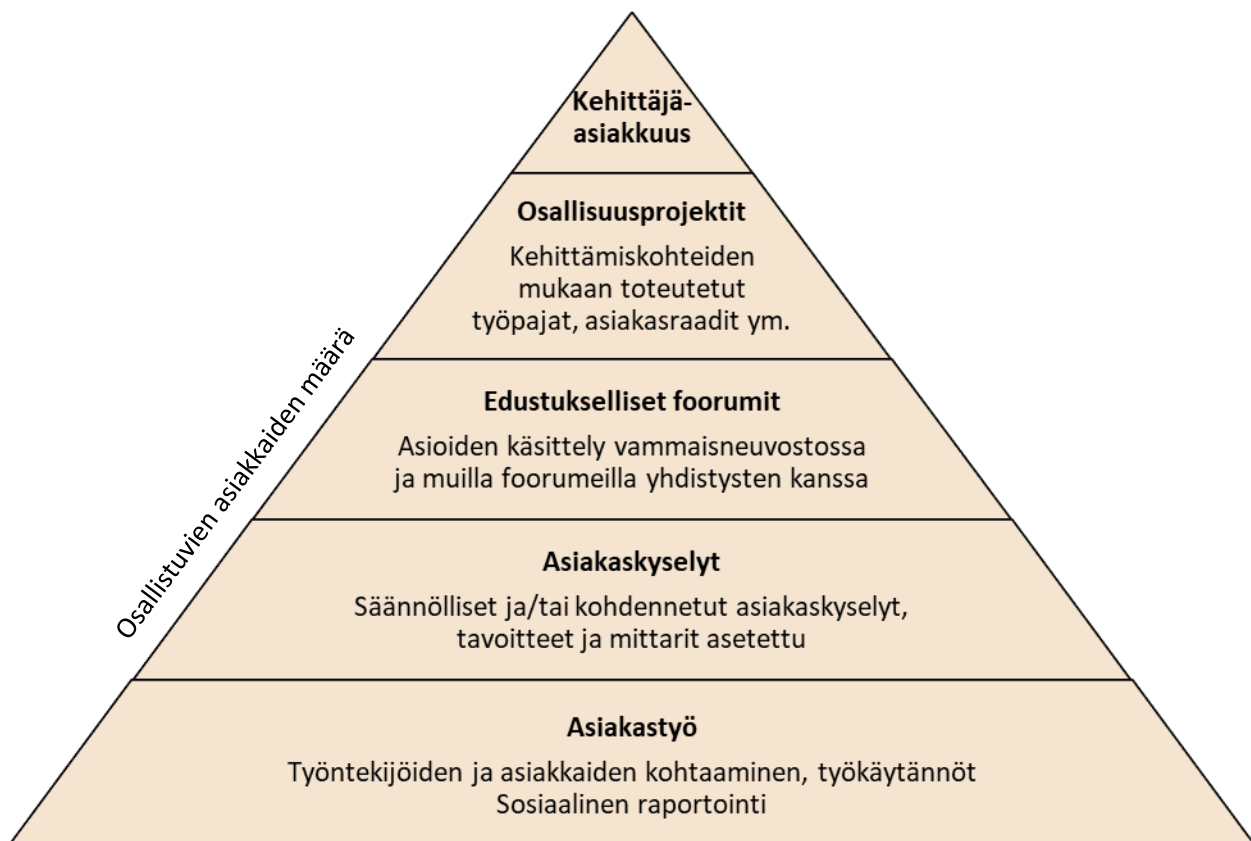 Kehittäjä-
asiakkuus
Osallisuusprojektit
Kehittämiskohteiden
mukaan toteutetut
työpajat, asiakasraadit ym.
Edustukselliset foorumit
Asioiden käsittely vammaisneuvostossa
ja muilla foorumeilla yhdistysten kanssa
Asiakaskyselyt
Säännölliset ja/tai kohdennetut asiakaskyselyt,
tavoitteet ja mittarit asetettu
Asiakastyö
Työntekijöiden ja asiakkaiden kohtaaminen, työkäytännöt
Sosiaalinen raportointi
Osallistuvien asiakkaiden määrä